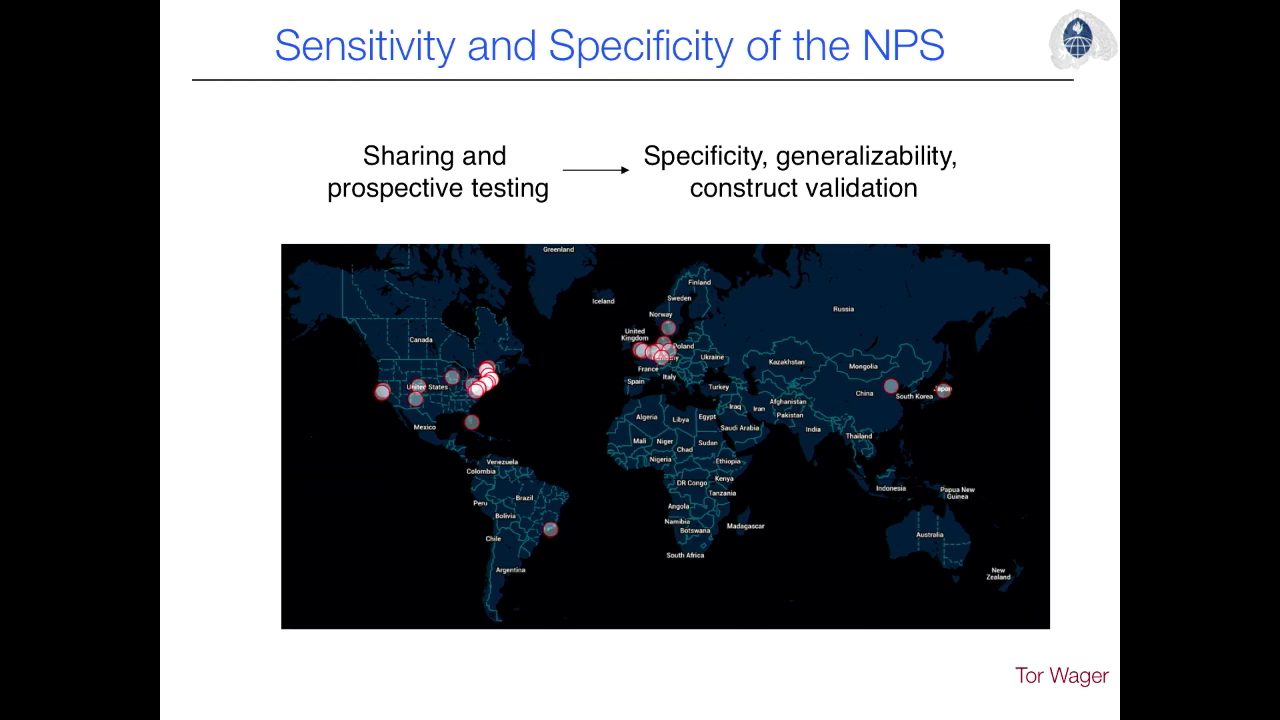 Sensitivity and Specificity of the NPS
Sharing and
prospective testing
Specificity, generalizability,
construct validation
Greenland
Iceland
Finland
Sweden
Norway
Russia
United
Kingdom
Canada
Poland
Ukraine
Kazakhstan
Mongolia
France
Italy
Spain
Turkey
United States
China
South Korea
Japan
Iraq
Iran
Afghanistan
Pakistan
Algeria
Libya
Egypt
Saudi Arabia
India
Mexico
Mali
Niger
Sudan
Chad
Thailand
Nigeria
Ethiopia
Venezuela
Colombia
DR Congo
Kenya
Tanzania
Indonesia
Papua New
Guinea
Peru
Brazil
Angola
Bolivia
Namibia
Botswana
Madagascar
Chile
Australia
South Africa
Argentina
New
Zealand
Tor Wager